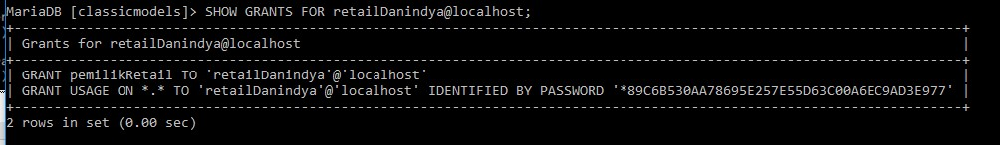 MariaDB [classicmodels]> SHOW GRANTS FOR retailDanindya@localhost;
| Grants for retailDanindya@localhost |
| GRANT pemilikRetail TO 'retailDanindya'@'localhost' |
| GRANT USAGE ON *.* TO 'retailDanindya'@'localhost' IDENTIFIED BY PASSWORD '*89C6B530AA78695E257E55D63C00A6EC9AD3E977' |
2 rows in set (0.00 sec)